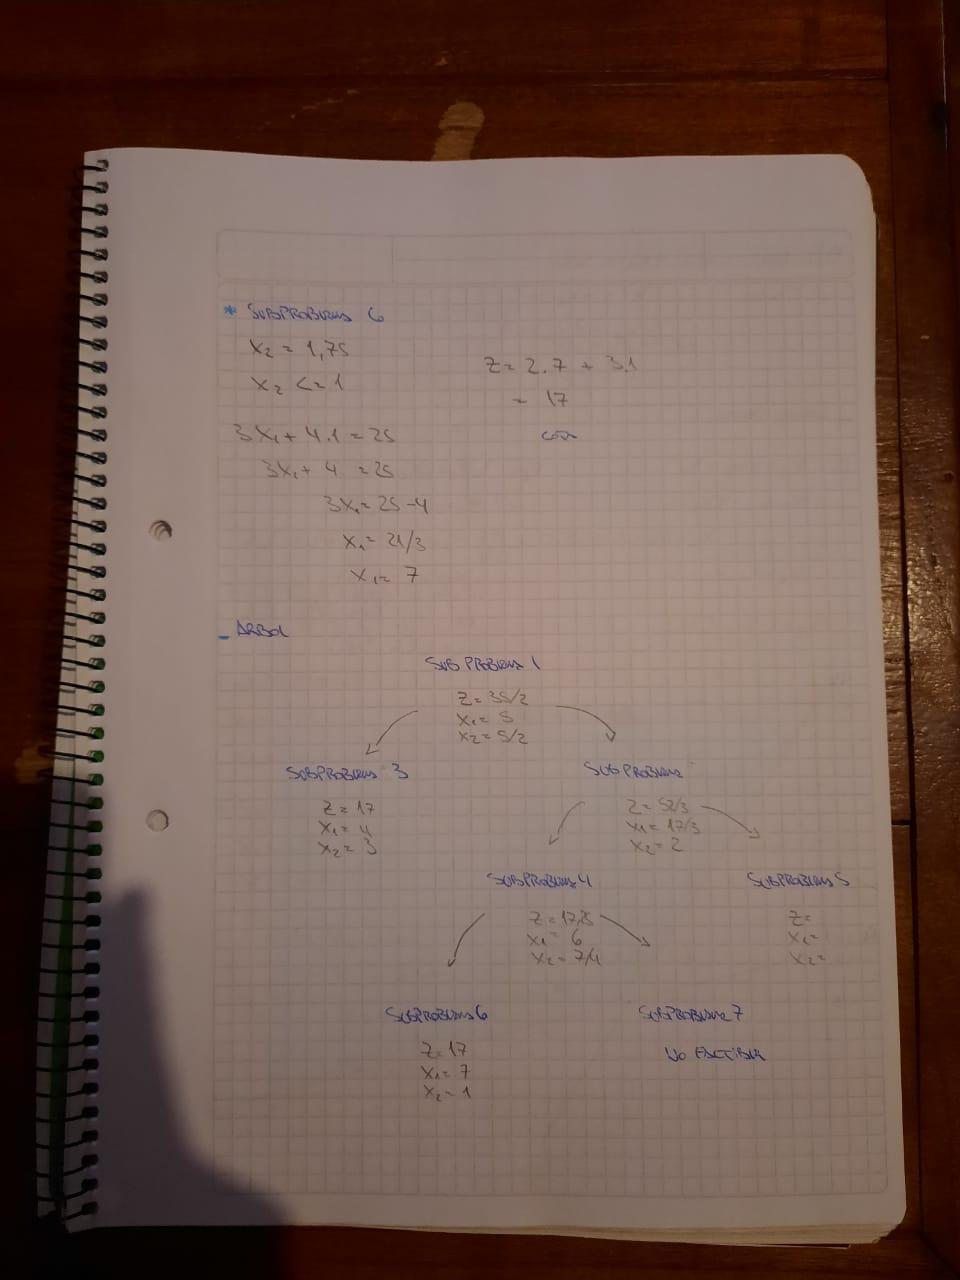 * SUBPROBLEMA 6
X₂ = 1,75
X₂ <= 1
Z = 2.7 + 3.1
= 17
COTA
3X₁ + 4.1 = 25
3X₁ + 4 = 25
3X₁ = 25 - 4
X₁ = 21/3
X₁ = 7
- ARBOL
SUBPROBLEMA 1
Z = 35/2
X₁ = 5
X₂ = 5/2
SUBPROBLEMA 3
Z = 17
X₁ = 4
X₂ = 3
SUBPROBLEMA
Z = 52/3
X₁ = 17/3
X₂ = 2
SUBPROBLEMA 4
Z = 17,25
X₁ = 6
X₂ = 7/4
SUBPROBLEMA 5
Z =
X₁ =
X₂ =
SUBPROBLEMA 6
Z = 17
X₁ = 7
X₂ = 1
SUBPROBLEMA 7
NO FACTIBLE